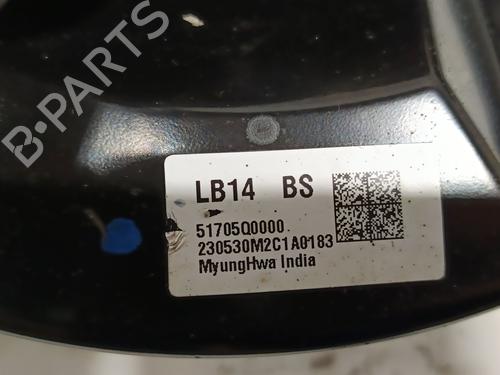 B-PARTS
LB14 BS
51705Q0000
230530M2C1A0183
MyungHwa India